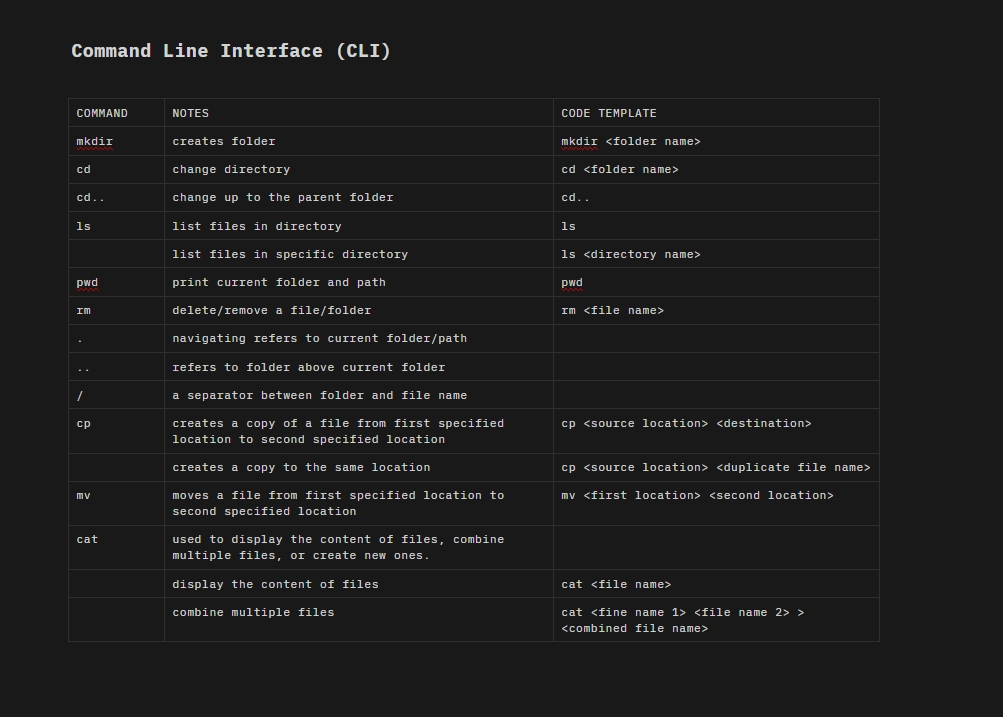 Command Line Interface (CLI)
COMMAND NOTES CODE TEMPLATE
mkdir creates folder mkdir <folder name>
cd change directory cd <folder name>
cd.. change up to the parent folder cd..
ls list files in directory ls
list files in specific directory ls <directory name>
pwd print current folder and path pwd
rm delete/remove a file/folder rm <file name>
. navigating refers to current folder/path
.. refers to folder above current folder
/ a separator between folder and file name
cp creates a copy of a file from first specified cp <source location> <destination>
location to second specified location
creates a copy to the same location cp <source location> <duplicate file name>
mv moves a file from first specified location to mv <first location> <second location>
second specified location
cat used to display the content of files, combine
multiple files, or create new ones.
display the content of files cat <file name>
combine multiple files cat <fine name 1> <file name 2> >
<combined file name>